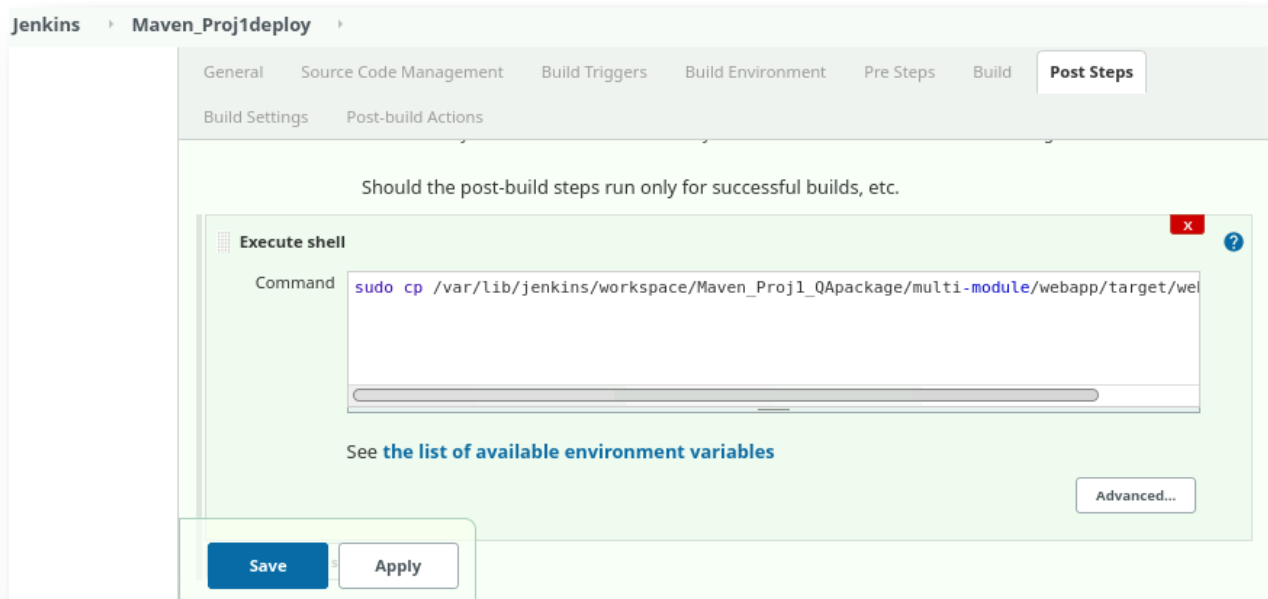 Jenkins Maven_Proj1deploy
General Source Code Management Build Triggers Build Environment Pre Steps Build Post Steps
Build Settings Post-build Actions
Should the post-build steps run only for successful builds, etc.
x
Execute shell ?
Command sudo cp /var/lib/jenkins/workspace/Maven_Proj1_QApackage/multi-module/webapp/target/we
See the list of available environment variables
Advanced...
Save Apply